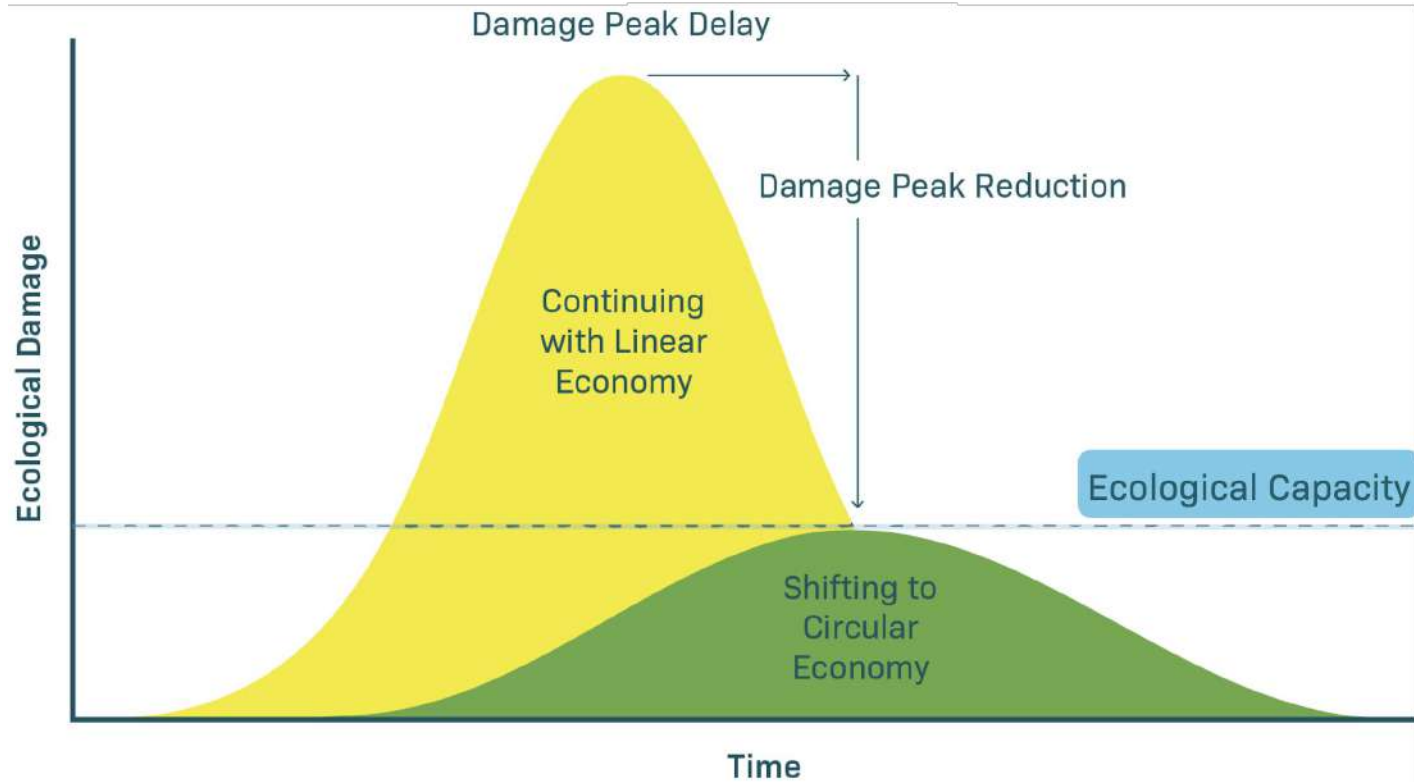 Damage Peak Delay
Damage Peak Reduction
Continuing
with Linear
Economy
Ecological Damage
Ecological Capacity
Shifting to
Circular
Economy
Time